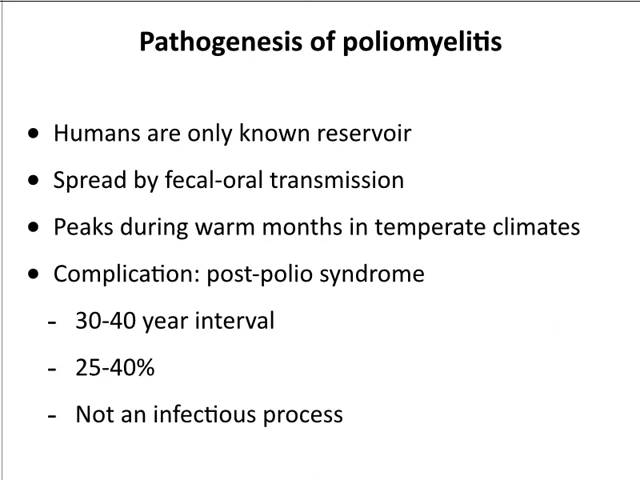 Pathogenesis of poliomyelitis
• Humans are only known reservoir
• Spread by fecal-oral transmission
• Peaks during warm months in temperate climates
• Complication: post-polio syndrome
- 30-40 year interval
- 25-40%
- Not an infectious process